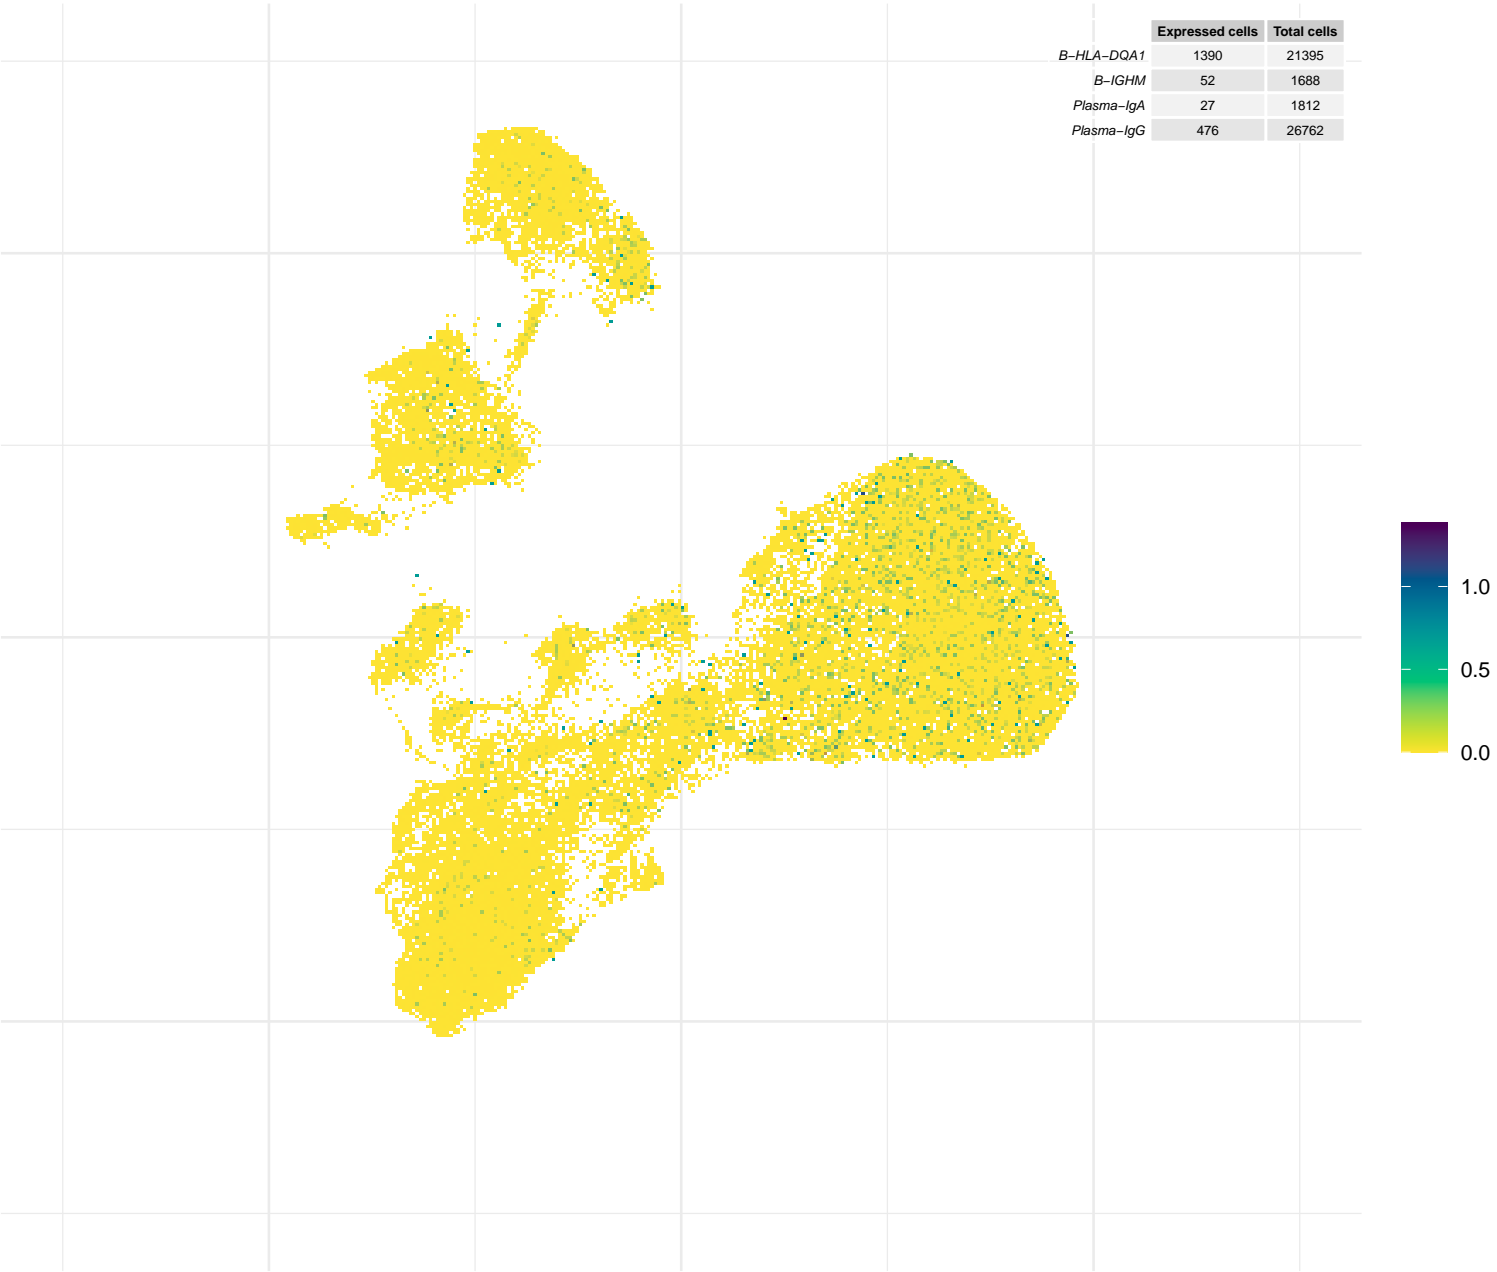 Expressed cells Total cells
B−HLA−DQA1 1390 21395
B−IGHM 52 1688
Plasma−IgA 27 1812
Plasma−IgG 476 26762
1.0
0.5
0.0